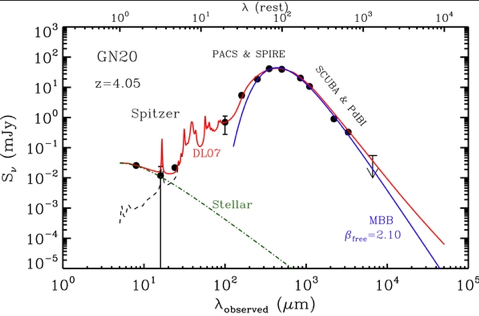 λ (rest)
10⁰ 10¹ 10² 10³ 10⁴
10³
10²
10¹
10⁰
10⁻¹
10⁻²
10⁻³
10⁻⁴
10⁻⁵
S_ν (mJy)
GN20
z=4.05
PACS & SPIRE
SCUBA & PdBI
Spitzer
DL07
Stellar
MBB
β_free=2.10
10⁰ 10¹ 10² 10³ 10⁴ 10⁵
λ_observed (μm)